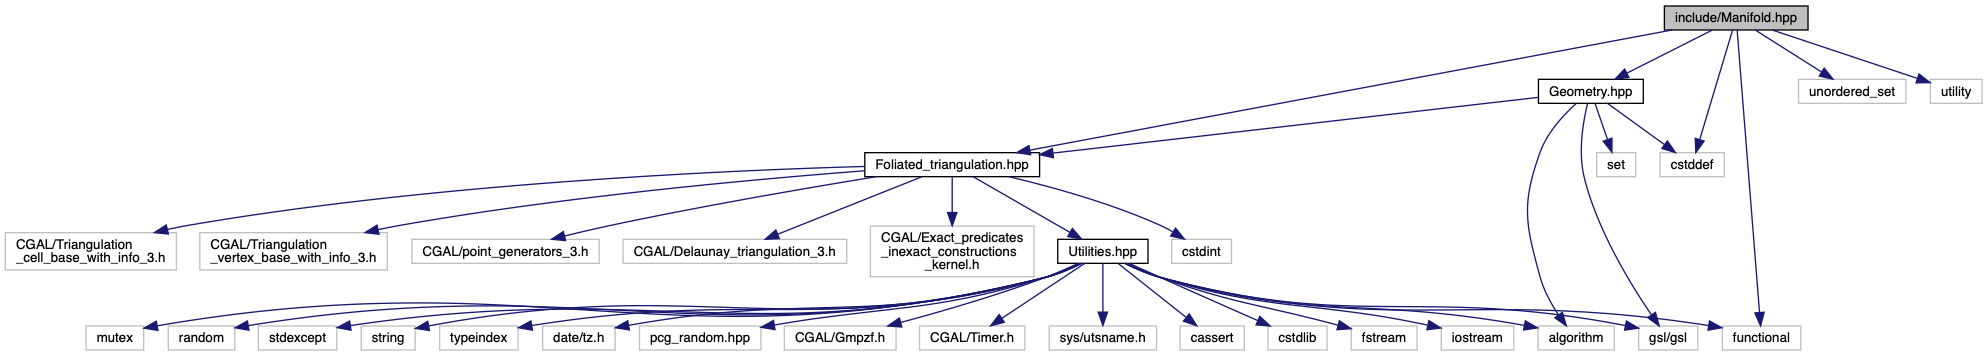 include/Manifold.hpp
Geometry.hpp
unordered_set
utility
Foliated_triangulation.hpp
set
cstddef
CGAL/Triangulation
_cell_base_with_info_3.h
CGAL/Triangulation
_vertex_base_with_info_3.h
CGAL/point_generators_3.h
CGAL/Delaunay_triangulation_3.h
CGAL/Exact_predicates
_inexact_constructions
_kernel.h
Utilities.hpp
cstdint
mutex
random
stdexcept
string
typeindex
date/tz.h
pcg_random.hpp
CGAL/Gmpzf.h
CGAL/Timer.h
sys/utsname.h
cassert
cstdlib
fstream
iostream
algorithm
gsl/gsl
functional